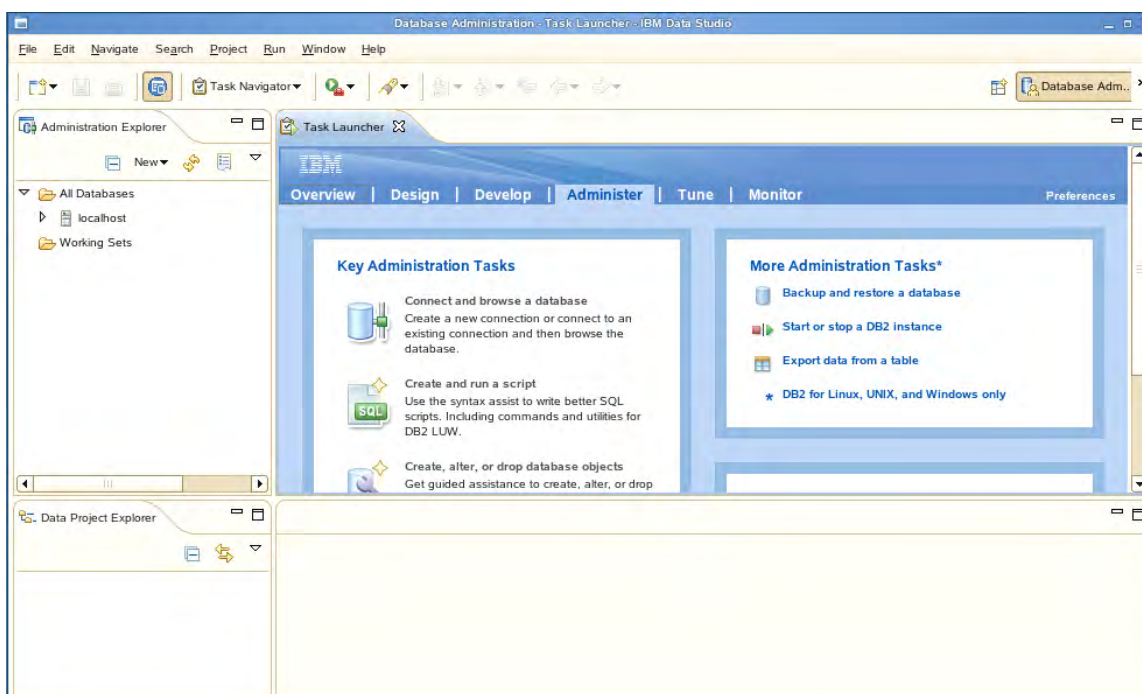 Database Administration - Task Launcher - IBM Data Studio
File Edit Navigate Search Project Run Window Help
Task Navigator
Database Adm..
Administration Explorer
New
All Databases
localhost
Working Sets
Task Launcher
IBM
Overview | Design | Develop | Administer | Tune | Monitor
Preferences
Key Administration Tasks
Connect and browse a database
Create a new connection or connect to an
existing connection and then browse the
database.
SQL
Create and run a script
Use the syntax assist to write better SQL
scripts. Including commands and utilities for
DB2 LUW.
Create, alter, or drop database objects
Get guided assistance to create, alter, or drop
More Administration Tasks*
Backup and restore a database
Start or stop a DB2 instance
Export data from a table
* DB2 for Linux, UNIX, and Windows only
Data Project Explorer